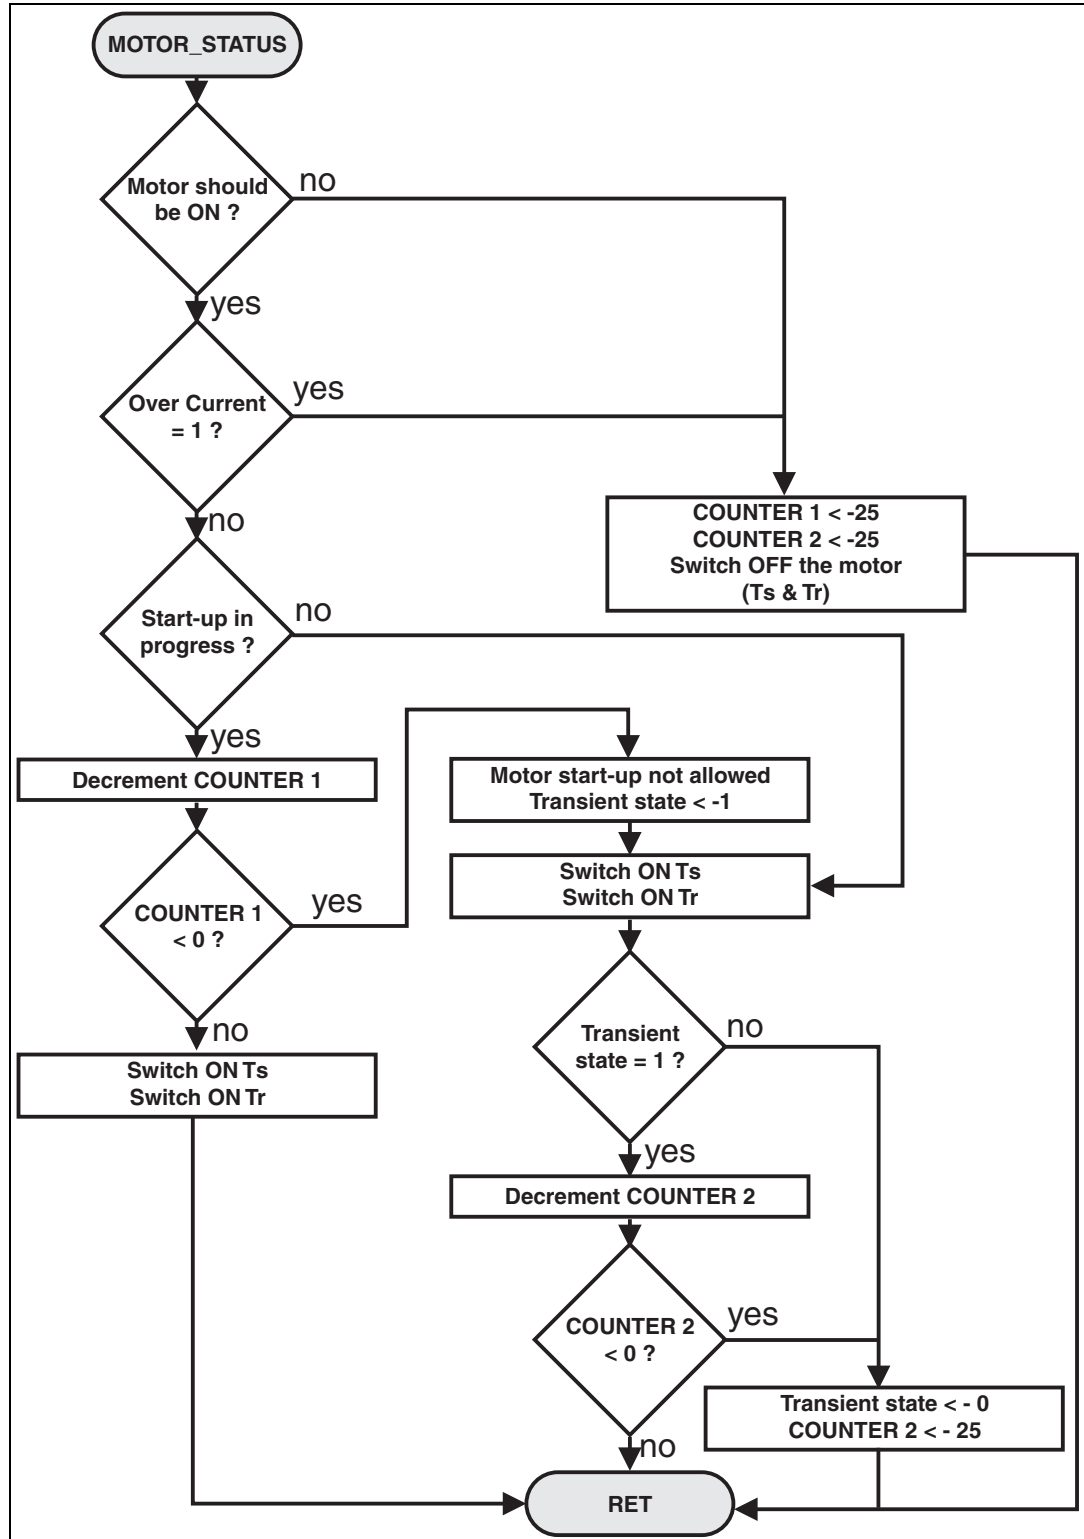 MOTOR_STATUS
Motor should
be ON ?
no
yes
Over Current
= 1 ?
yes
no
COUNTER 1 < -25
COUNTER 2 < -25
Switch OFF the motor
(Ts & Tr)
Start-up in
progress ?
no
yes
Decrement COUNTER 1
Motor start-up not allowed
Transient state < -1
COUNTER 1
< 0 ?
yes
no
Switch ON Ts
Switch ON Tr
Switch ON Ts
Switch ON Tr
Transient
state = 1 ?
no
yes
Decrement COUNTER 2
COUNTER 2
< 0 ?
yes
no
Transient state < - 0
COUNTER 2 < - 25
RET